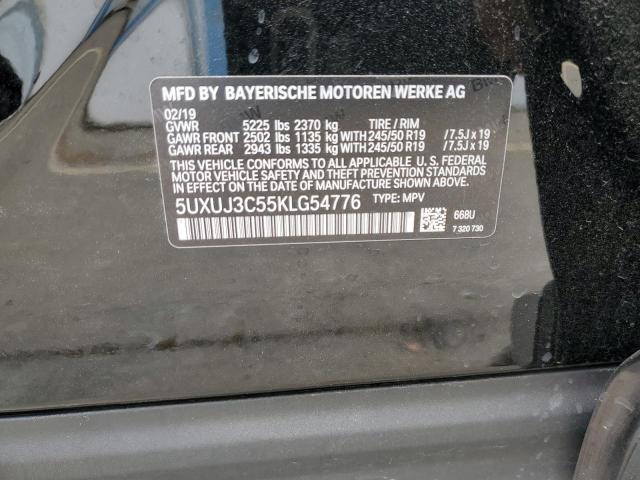 MFD BY BAYERISCHE MOTOREN WERKE AG
02/19
GVWR 5225 lbs 2370 kg TIRE / RIM
GAWR FRONT 2502 lbs 1135 kg WITH 245/50 R19 /7.5J x 19
GAWR REAR 2943 lbs 1335 kg WITH 245/50 R19 /7.5J x 19
THIS VEHICLE CONFORMS TO ALL APPLICABLE U. S. FEDERAL
MOTOR VEHICLE SAFETY AND THEFT PREVENTION STANDARDS
IN EFFECT ON THE DATE OF MANUFACTURE SHOWN ABOVE.
5UXUJ3C55KLG54776 TYPE: MPV
668U
7 320 730